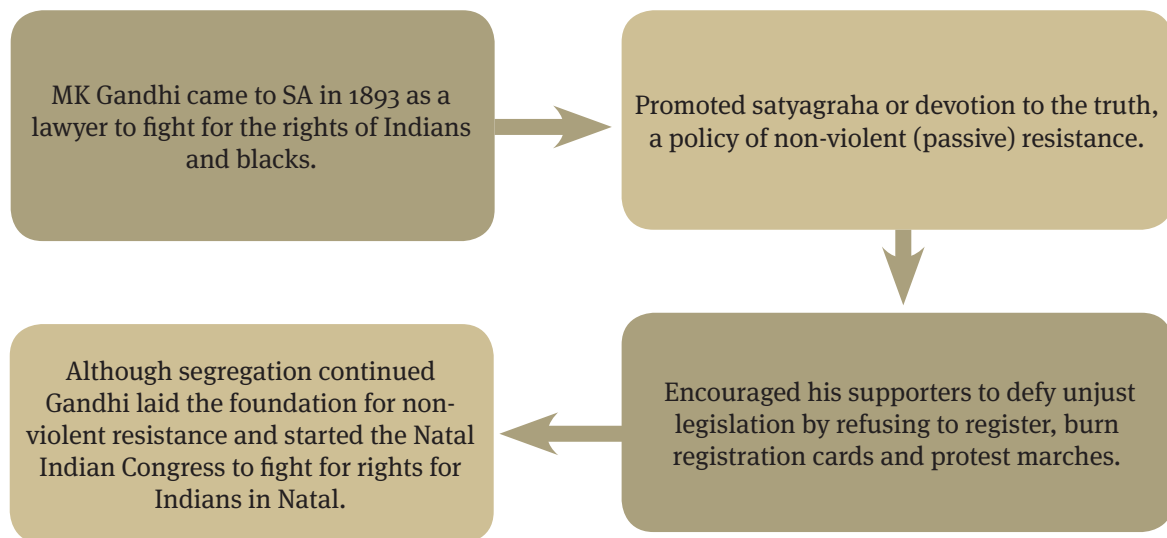 MK Gandhi came to SA in 1893 as a
lawyer to fight for the rights of Indians
and blacks.
Promoted satyagraha or devotion to the truth,
a policy of non-violent (passive) resistance.
Encouraged his supporters to defy unjust
legislation by refusing to register, burn
registration cards and protest marches.
Although segregation continued
Gandhi laid the foundation for non-
violent resistance and started the Natal
Indian Congress to fight for rights for
Indians in Natal.